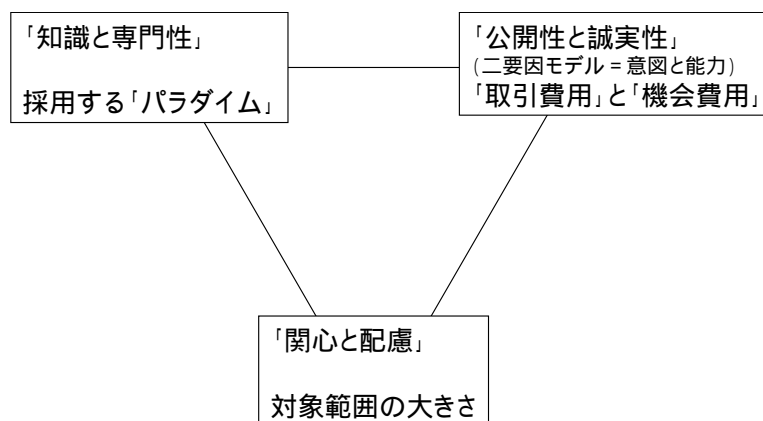 「知識と専門性」
採用する「パラダイム」
「公開性と誠実性」
(二要因モデル=意図と能力)
「取引費用」と「機会費用」
「関心と配慮」
対象範囲の大きさ